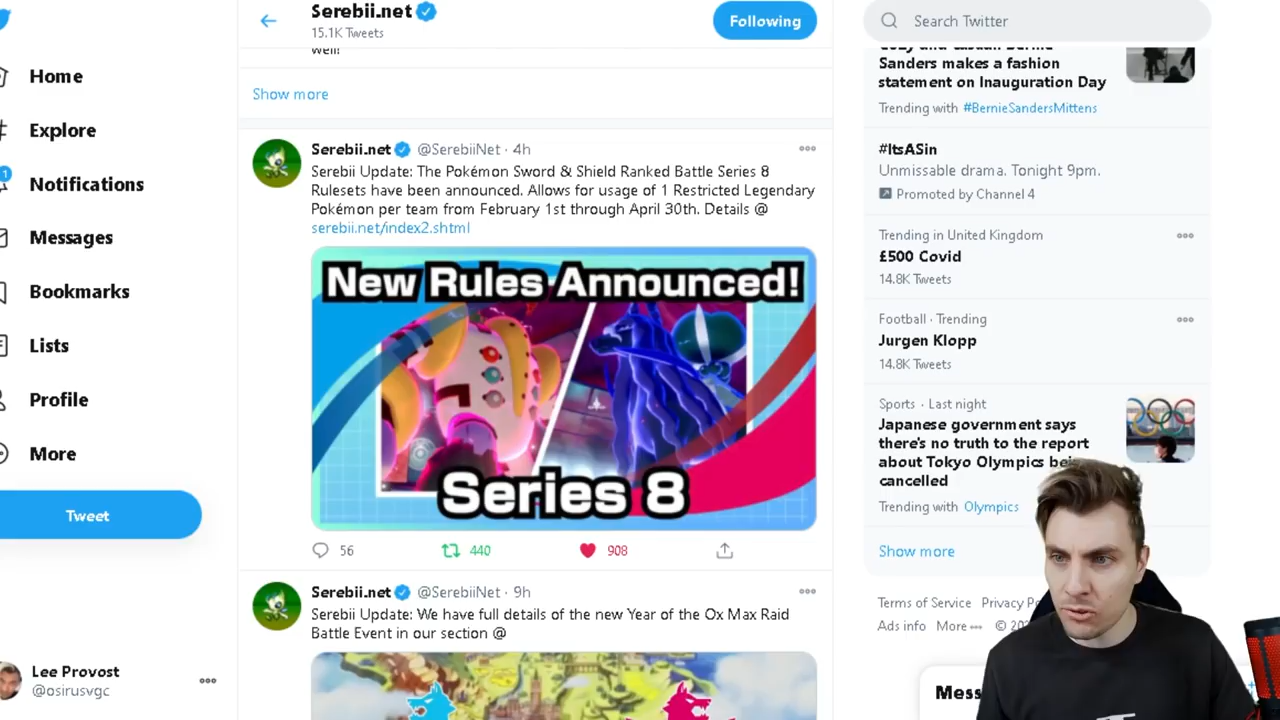 Serebii.net
15.1K Tweets
Following
Search Twitter
Home
Explore
1
Notifications
Messages
Bookmarks
Lists
Profile
More
Tweet
Lee Provost
@osirusvgc
well!
Show more
Serebii.net @SerebiiNet · 4h
Serebii Update: The Pokémon Sword & Shield Ranked Battle Series 8
Rulesets have been announced. Allows for usage of 1 Restricted Legendary
Pokémon per team from February 1st through April 30th. Details @
serebii.net/index2.shtml
New Rules Announced!
Series 8
56 440 908
Serebii.net @SerebiiNet · 9h
Serebii Update: We have full details of the new Year of the Ox Max Raid
Battle Event in our section @
Sanders makes a fashion
statement on Inauguration Day
Trending with #BernieSandersMittens
#ItsASin
Unmissable drama. Tonight 9pm.
Promoted by Channel 4
Trending in United Kingdom
£500 Covid
14.8K Tweets
Football · Trending
Jurgen Klopp
14.8K Tweets
Sports · Last night
Japanese government says
there's no truth to the report
about Tokyo Olympics
cancelled
Trending with Olympics
Show more
Terms of Service Privacy
Ads info More ©